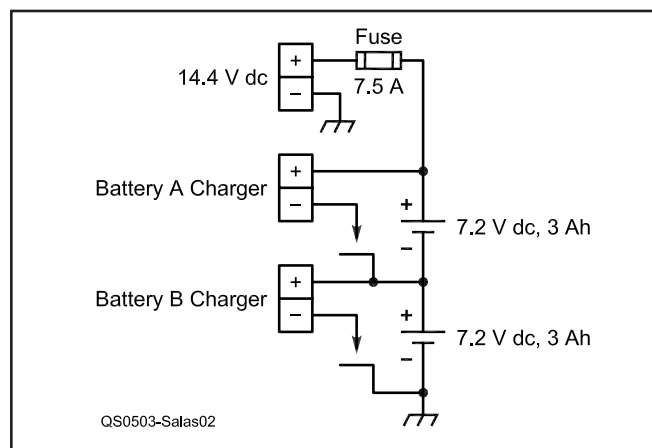 Fuse
+
14.4 V dc
7.5 A
–
+
Battery A Charger
–
+
7.2 V dc, 3 Ah
–
+
Battery B Charger
–
+
7.2 V dc, 3 Ah
–
QS0503-Salas02